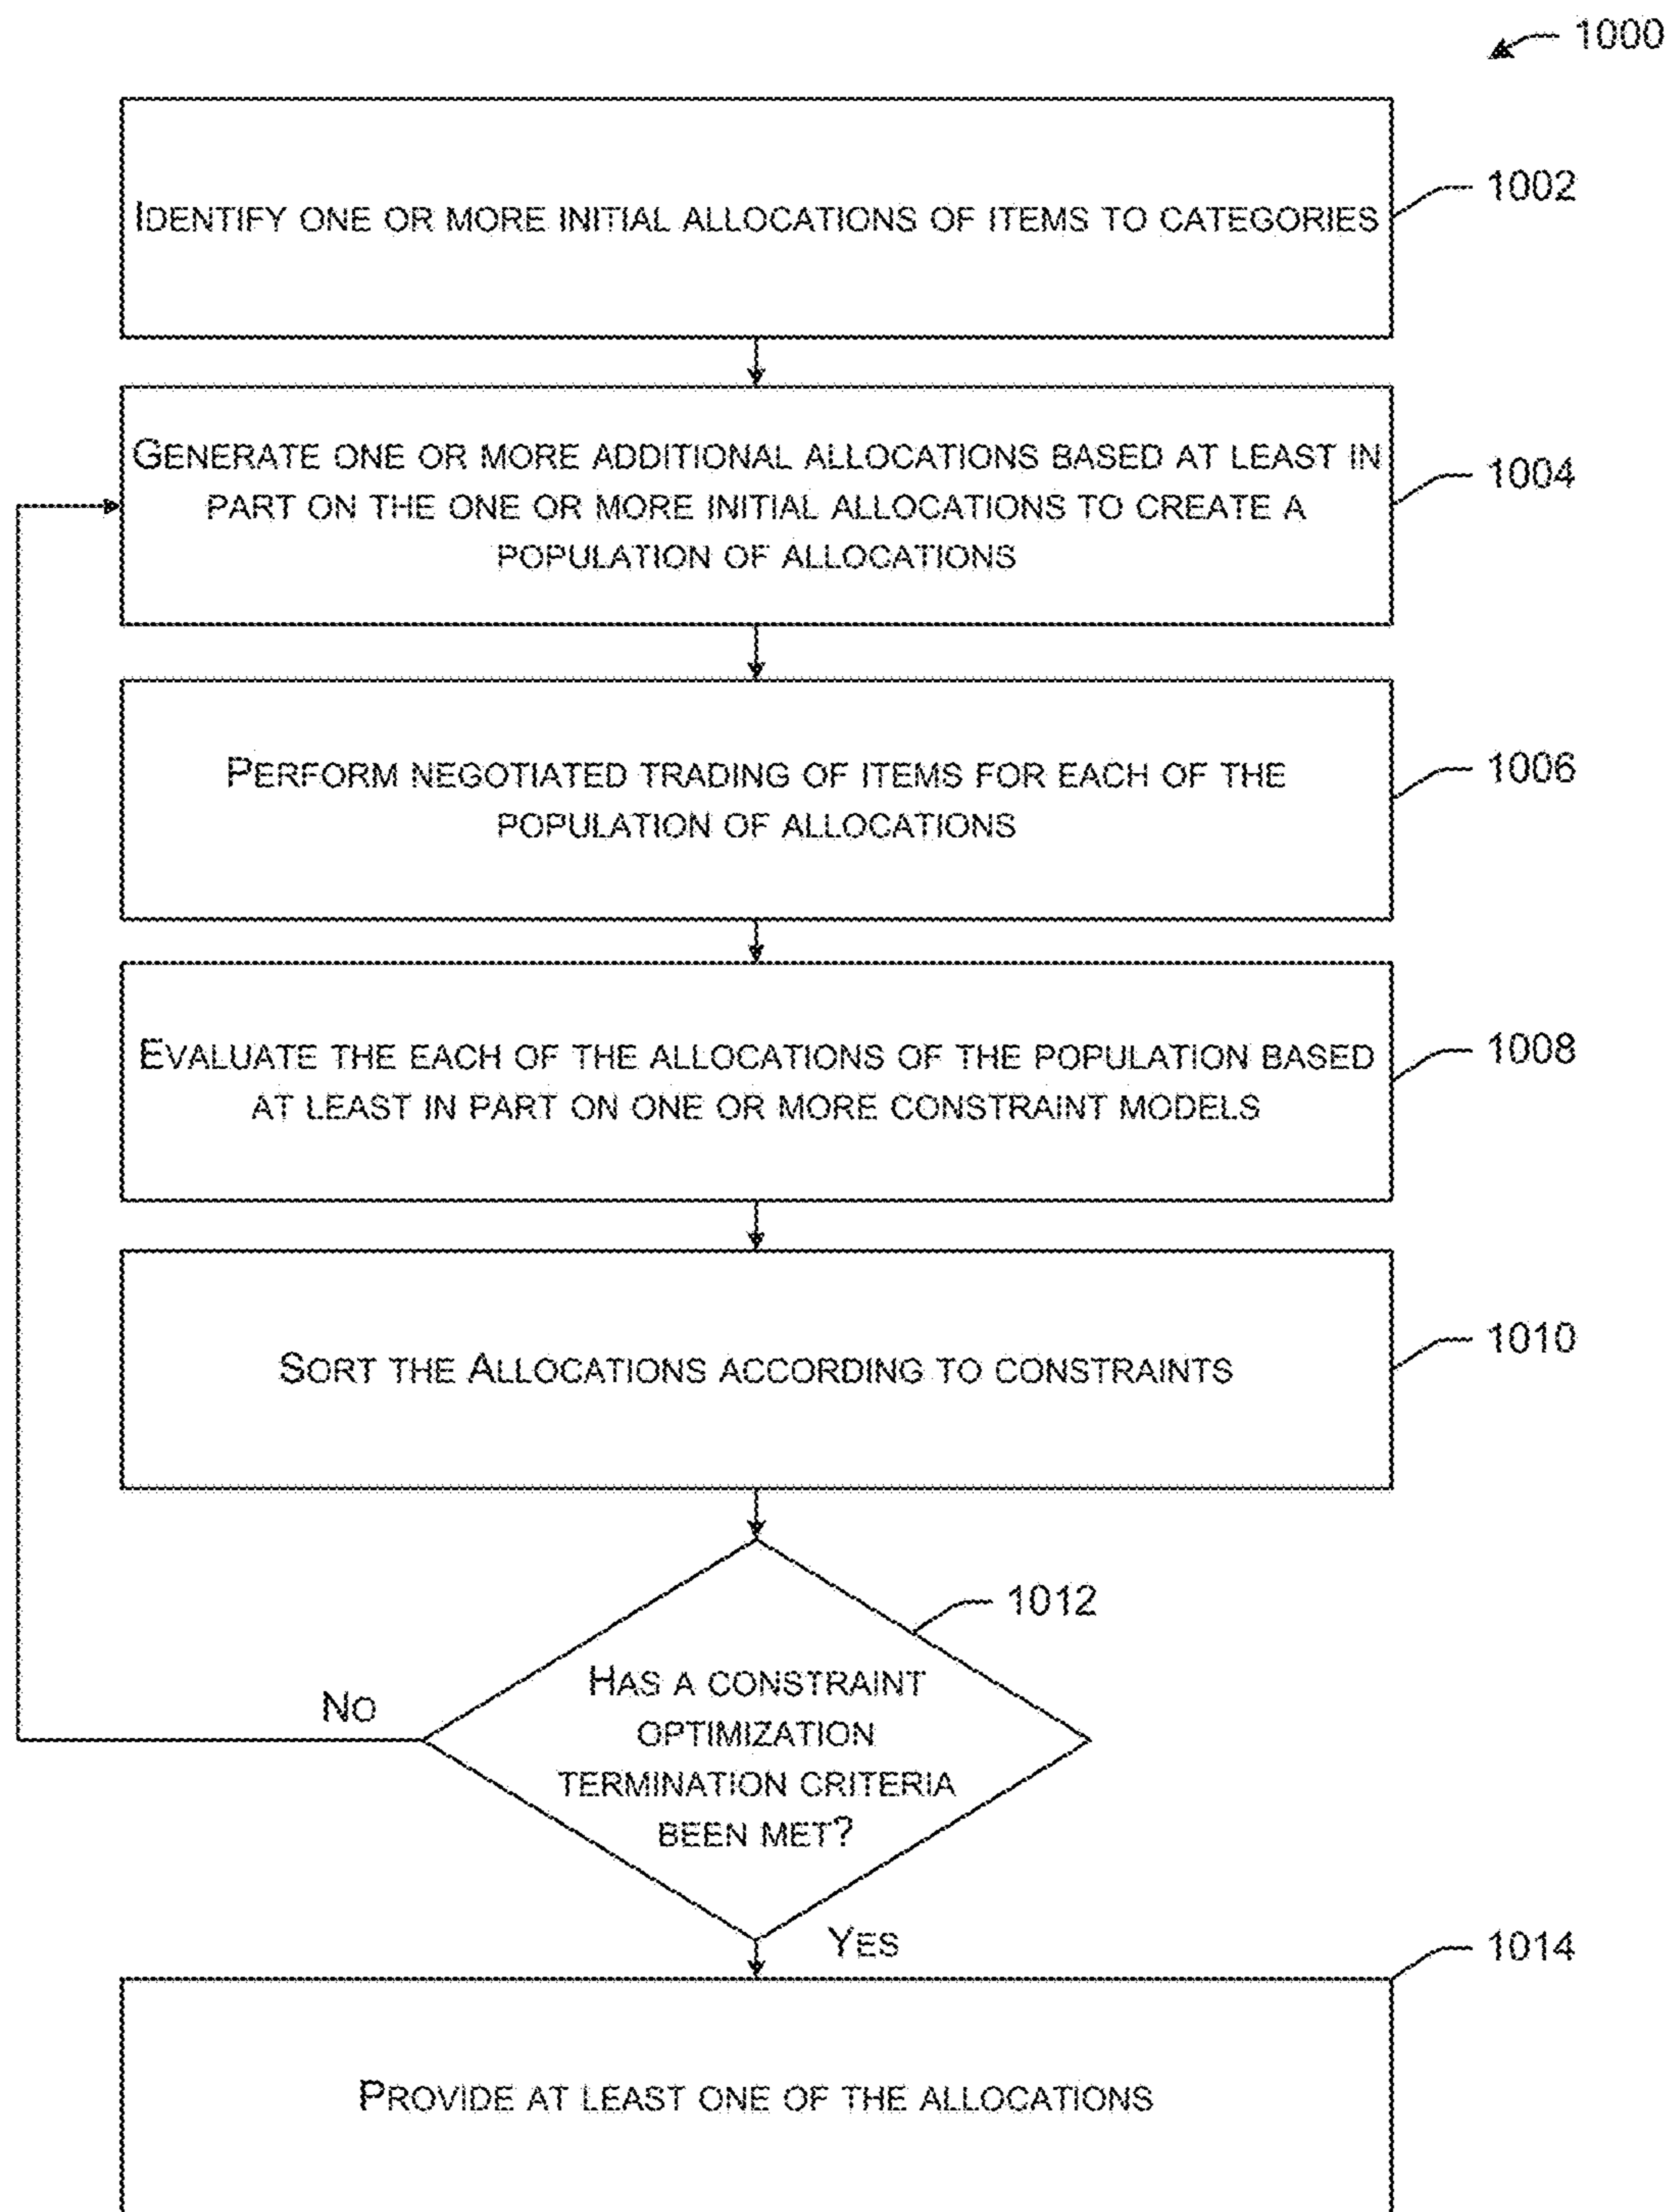 1000
IDENTIFY ONE OR MORE INITIAL ALLOCATIONS OF ITEMS TO CATEGORIES
1002
GENERATE ONE OR MORE ADDITIONAL ALLOCATIONS BASED AT LEAST IN
PART ON THE ONE OR MORE INITIAL ALLOCATIONS TO CREATE A
POPULATION OF ALLOCATIONS
1004
PERFORM NEGOTIATED TRADING OF ITEMS FOR EACH OF THE
POPULATION OF ALLOCATIONS
1006
EVALUATE THE EACH OF THE ALLOCATIONS OF THE POPULATION BASED
AT LEAST IN PART ON ONE OR MORE CONSTRAINT MODELS
1008
SORT THE ALLOCATIONS ACCORDING TO CONSTRAINTS
1010
HAS A CONSTRAINT
OPTIMIZATION
TERMINATION CRITERIA
BEEN MET?
1012
NO
YES
PROVIDE AT LEAST ONE OF THE ALLOCATIONS
1014